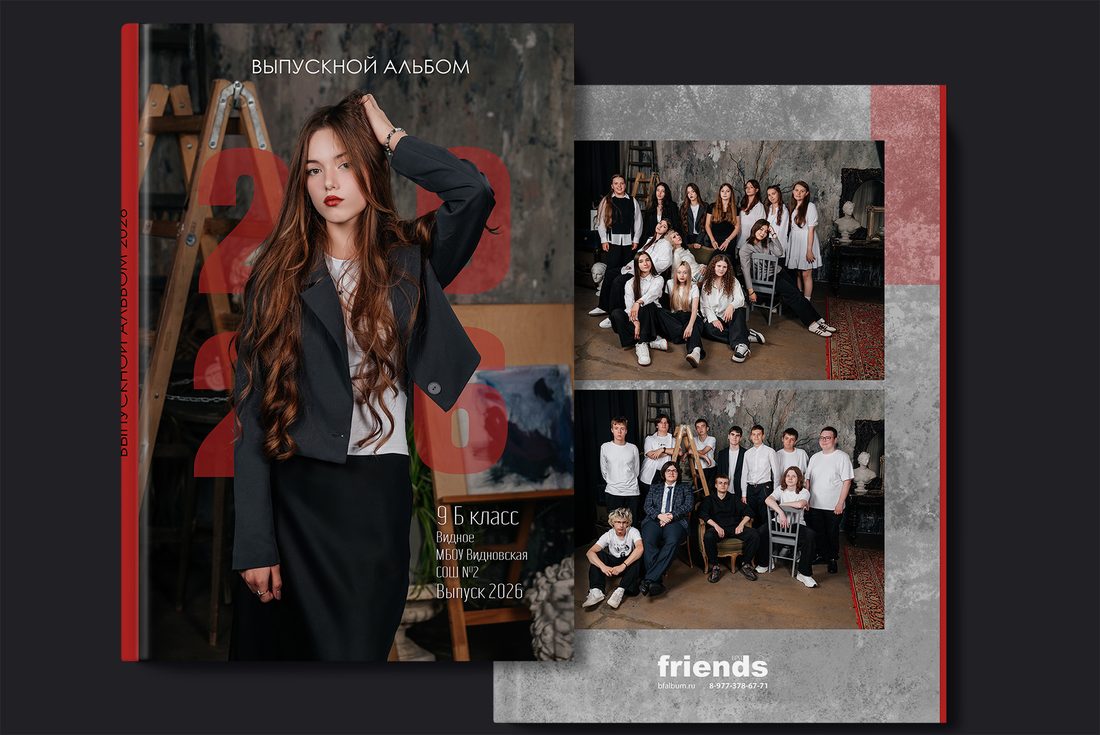 ВЫПУСКНОЙ АЛЬБОМ
2026
9 Б класс
Видное
МБОУ Видновская
СОШ №2
Выпуск 2026
ВЫПУСКНОЙ АЛЬБОМ 2026
friends
bfalbum.ru 8-977-378-67-71